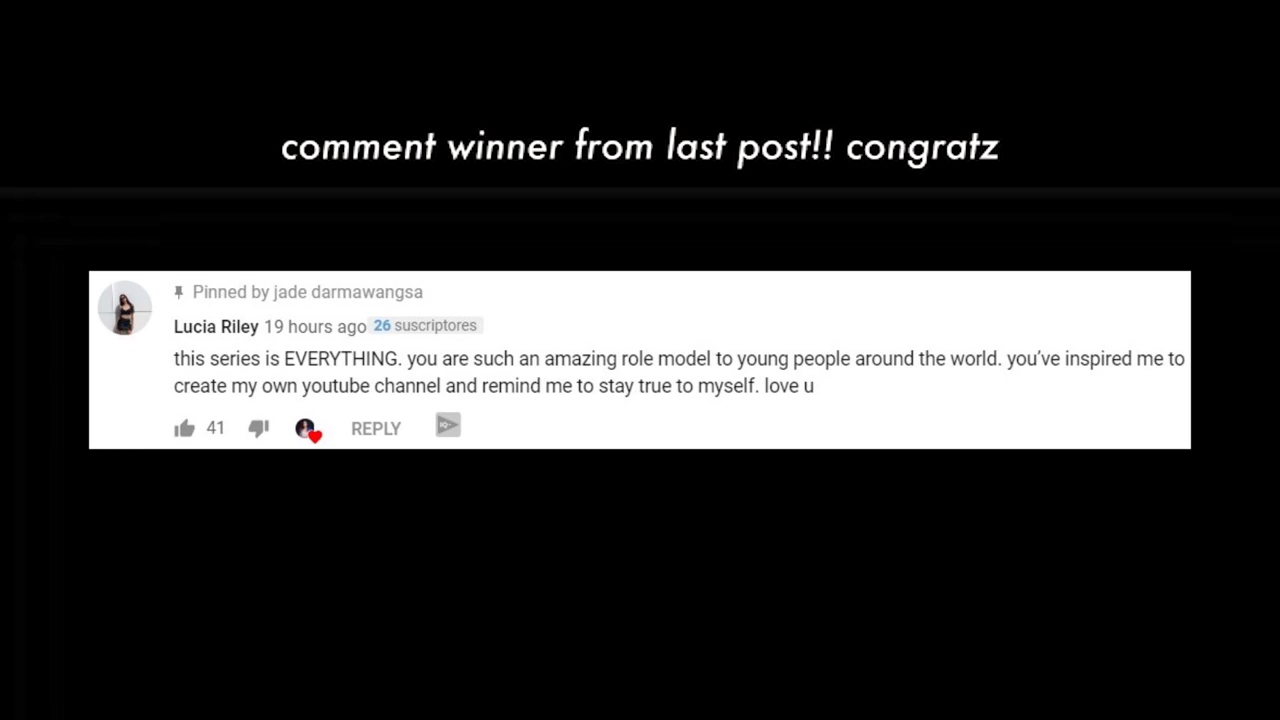 comment winner from last post!! congratz
Pinned by jade darmawangsa
Lucia Riley 19 hours ago 26 suscriptores
this series is EVERYTHING. you are such an amazing role model to young people around the world. you've inspired me to
create my own youtube channel and remind me to stay true to myself. love u
41 REPLY